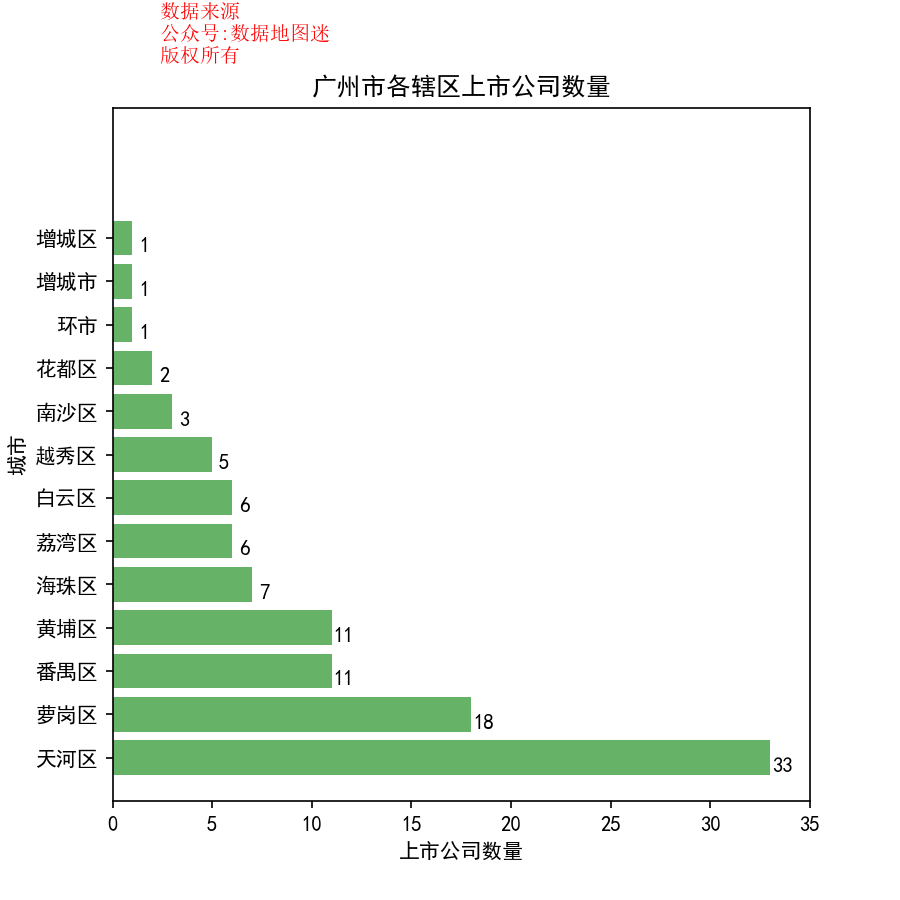 数据来源
公众号:数据地图迷
版权所有
广州市各辖区上市公司数量
增城区 1
增城市 1
环市 1
花都区 2
南沙区 3
越秀区 5
白云区 6
荔湾区 6
海珠区 7
黄埔区 11
番禺区 11
萝岗区 18
天河区 33
城市
0 5 10 15 20 25 30 35
上市公司数量